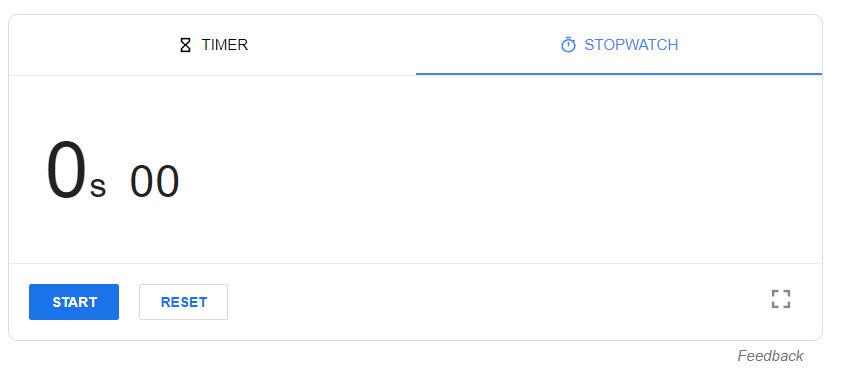 TIMER STOPWATCH
0s 00
START RESET
Feedback